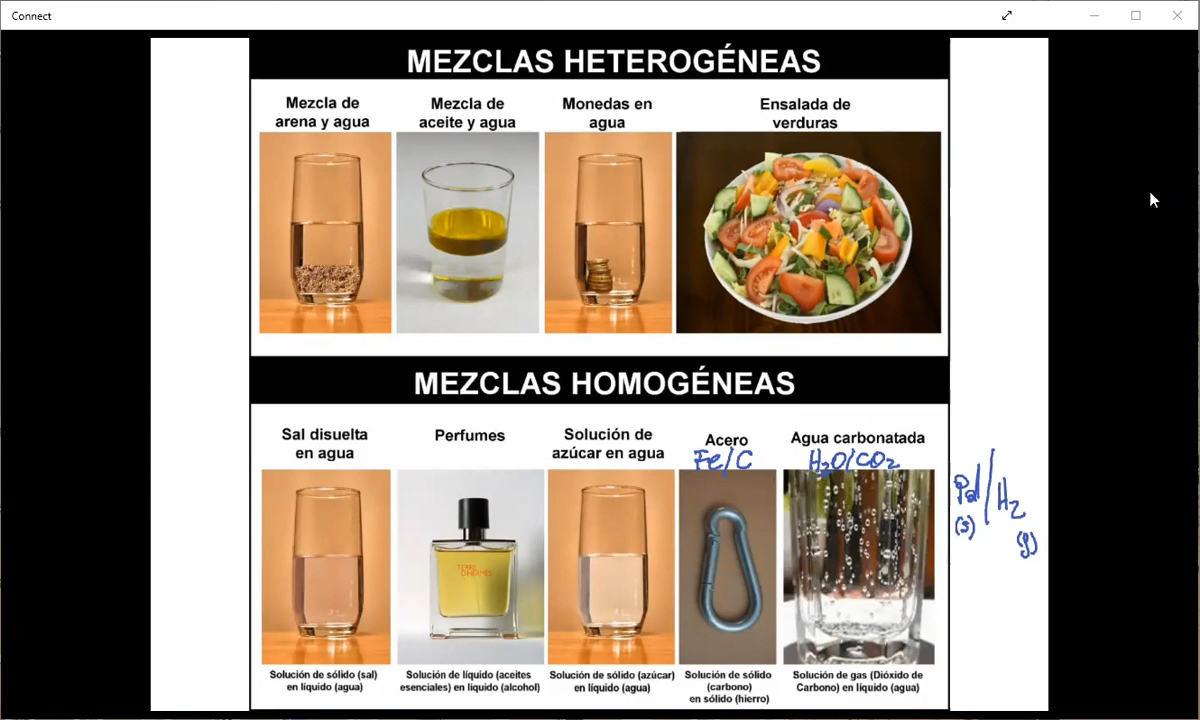 Connect
MEZCLAS HETEROGÉNEAS
Mezcla de
arena y agua
Mezcla de
aceite y agua
Monedas en
agua
Ensalada de
verduras
MEZCLAS HOMOGÉNEAS
Sal disuelta
en agua
Perfumes
Solución de
azúcar en agua
Acero
Fe/C
Agua carbonatada
H2O/CO2
Pd/H2
(s)
(g)
TERRE
D'HERMES
Solución de sólido (sal)
en líquido (agua)
Solución de líquido (aceites
esenciales) en líquido (alcohol)
Solución de sólido (azúcar)
en líquido (agua)
Solución de sólido
(carbono)
en sólido (hierro)
Solución de gas (Dióxido de
Carbono) en líquido (agua)